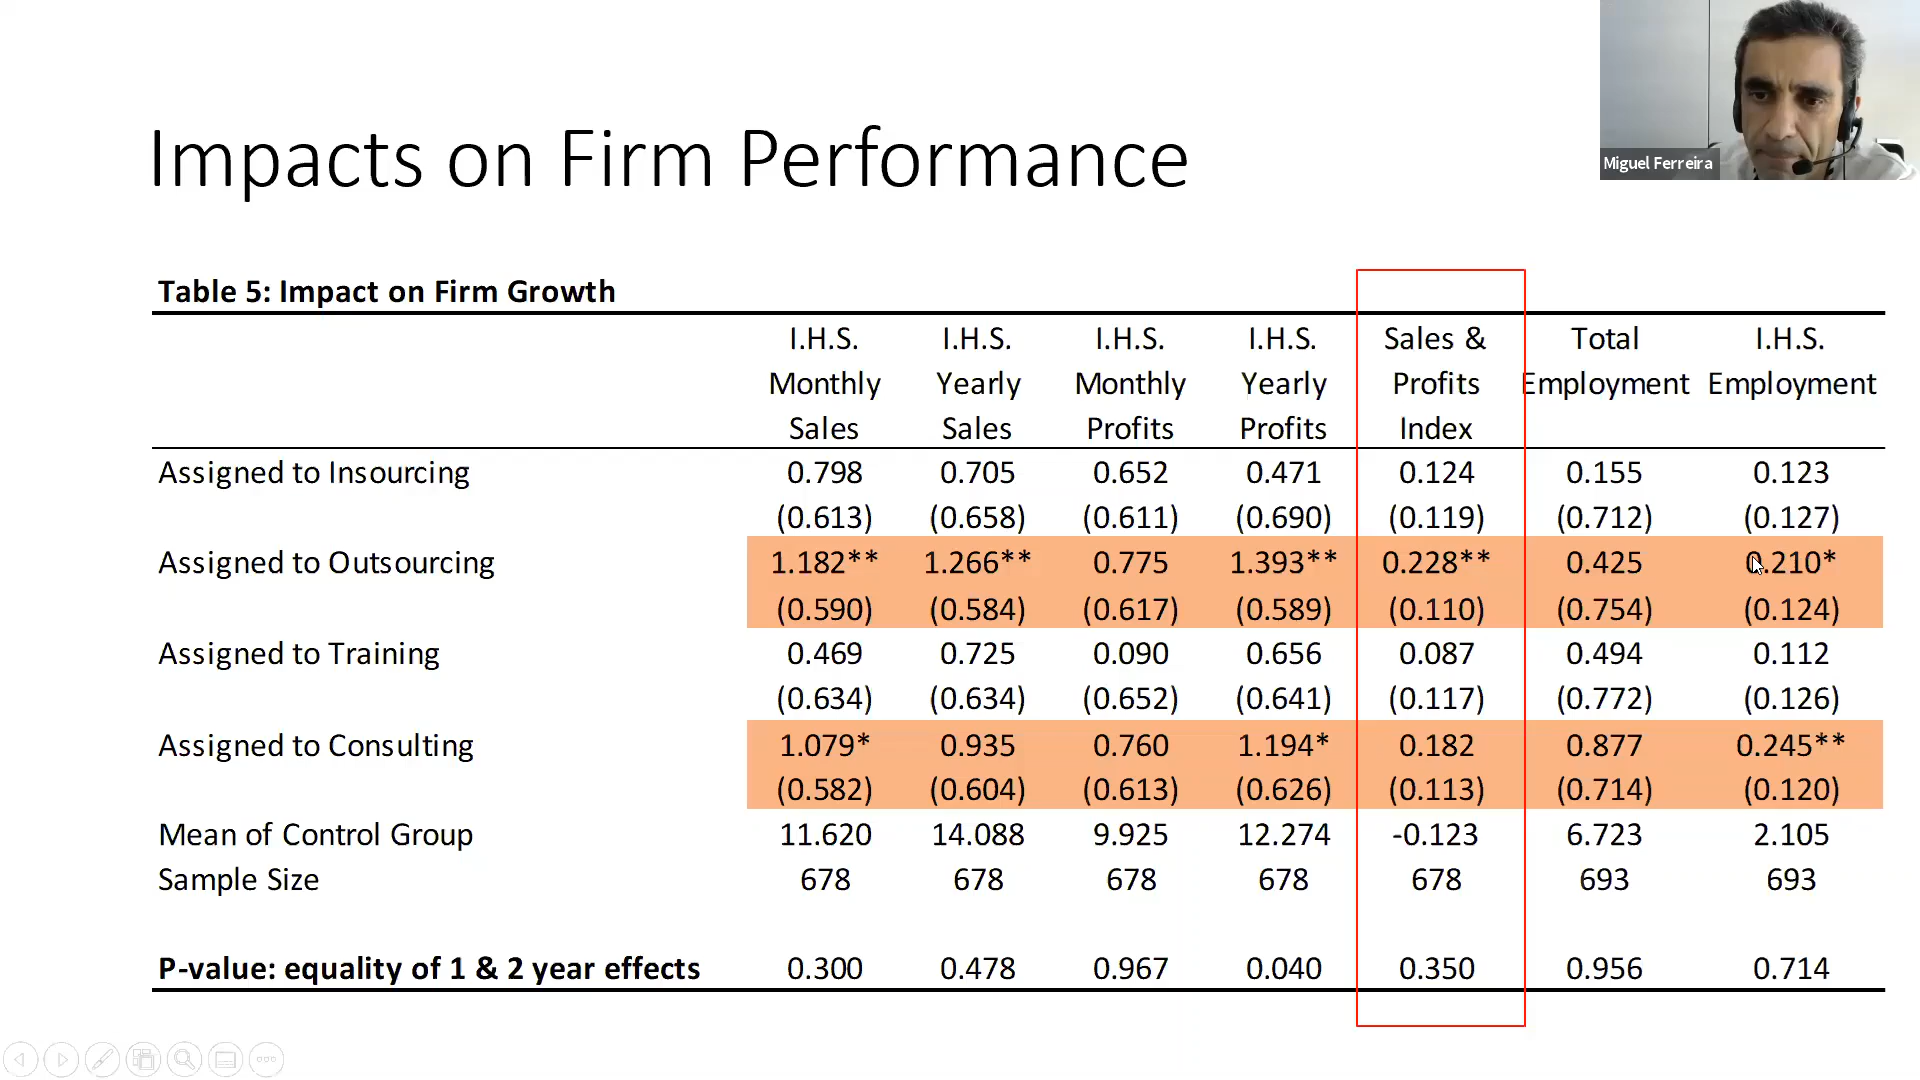 Miguel Ferreira
Impacts on Firm Performance
Table 5: Impact on Firm Growth
I.H.S. I.H.S. I.H.S. I.H.S. Sales & Total I.H.S.
Monthly Yearly Monthly Yearly Profits Employment Employment
Sales Sales Profits Profits Index
Assigned to Insourcing 0.798 0.705 0.652 0.471 0.124 0.155 0.123
(0.613) (0.658) (0.611) (0.690) (0.119) (0.712) (0.127)
Assigned to Outsourcing 1.182** 1.266** 0.775 1.393** 0.228** 0.425 0.210*
(0.590) (0.584) (0.617) (0.589) (0.110) (0.754) (0.124)
Assigned to Training 0.469 0.725 0.090 0.656 0.087 0.494 0.112
(0.634) (0.634) (0.652) (0.641) (0.117) (0.772) (0.126)
Assigned to Consulting 1.079* 0.935 0.760 1.194* 0.182 0.877 0.245**
(0.582) (0.604) (0.613) (0.626) (0.113) (0.714) (0.120)
Mean of Control Group 11.620 14.088 9.925 12.274 -0.123 6.723 2.105
Sample Size 678 678 678 678 678 693 693
P-value: equality of 1 & 2 year effects 0.300 0.478 0.967 0.040 0.350 0.956 0.714